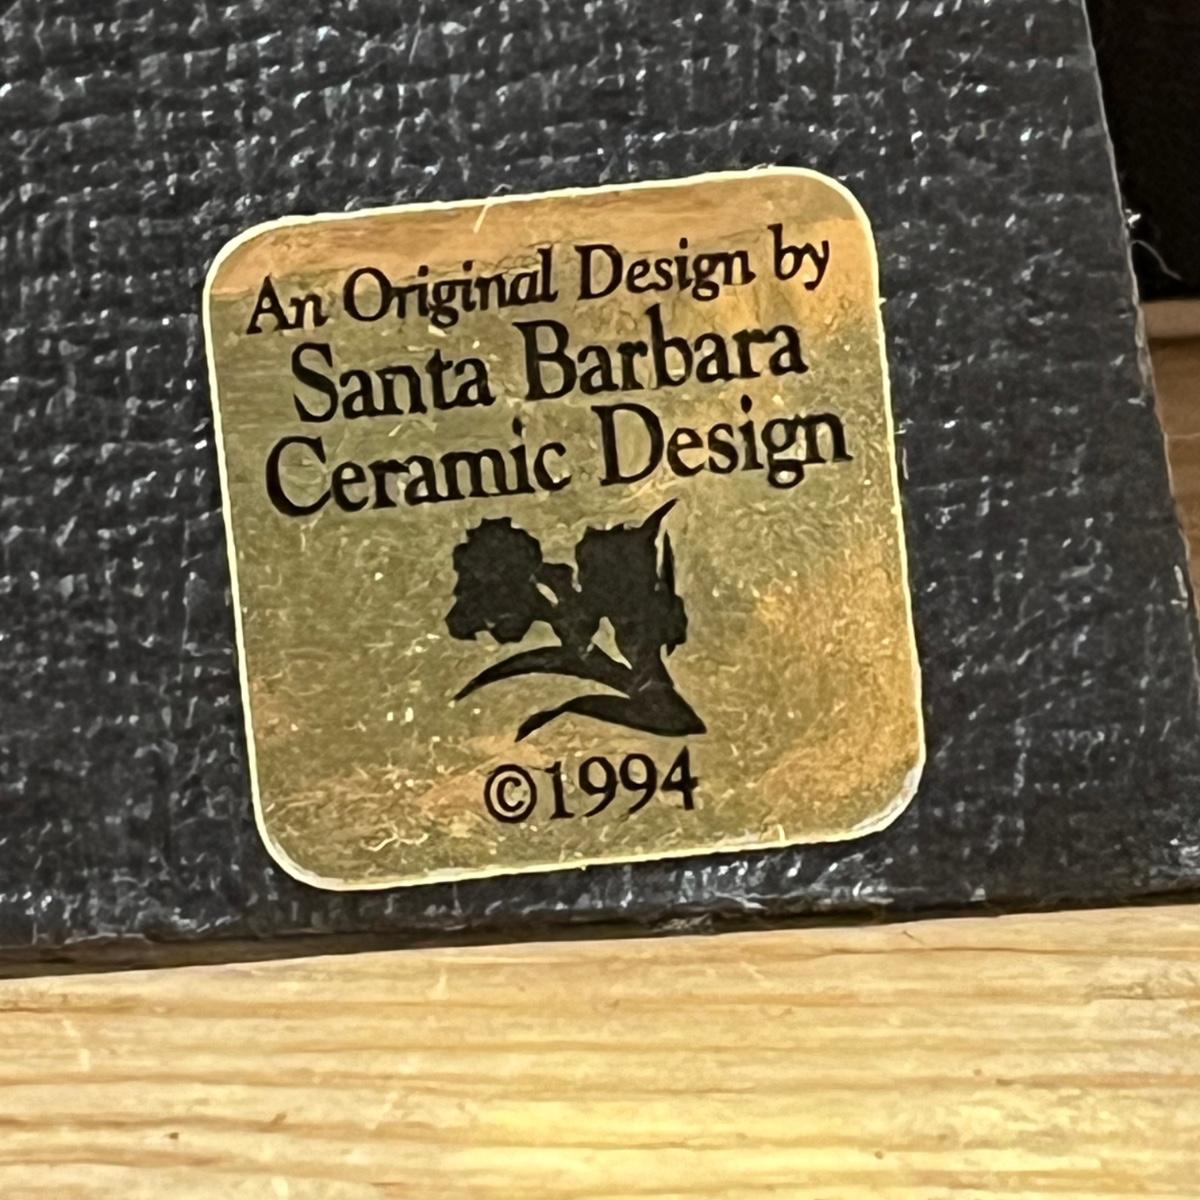 An Original Design by
Santa Barbara
Ceramic Design
©1994